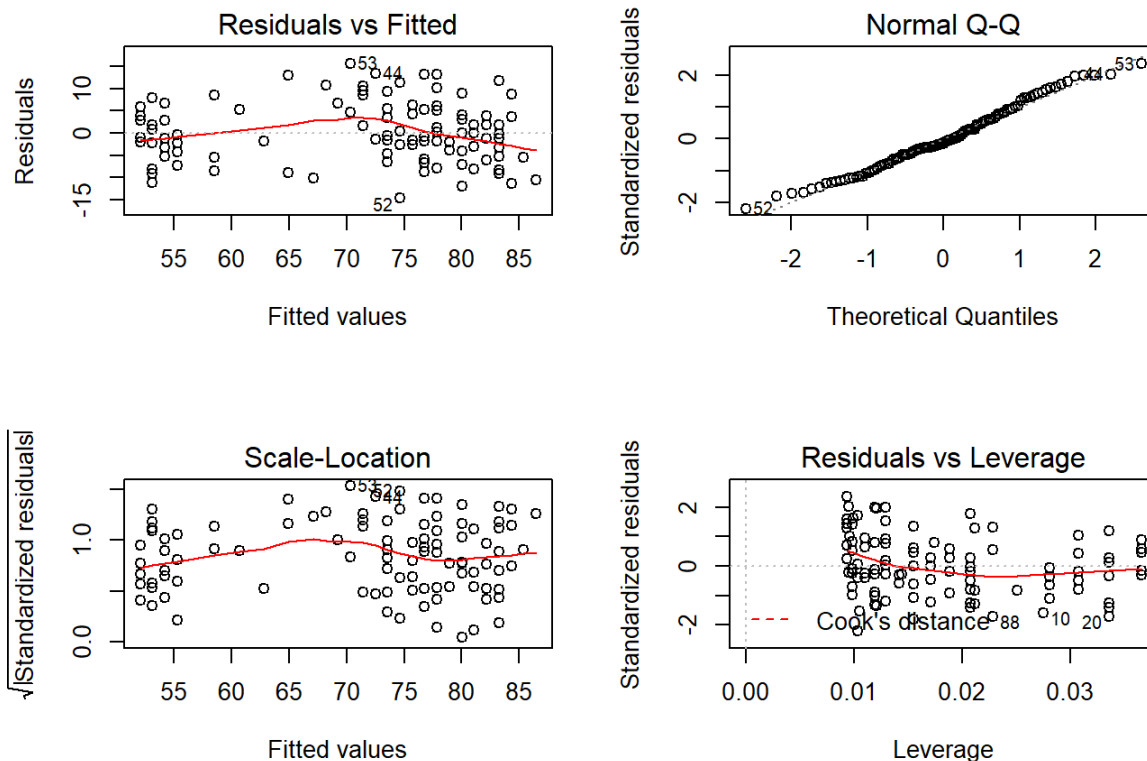 Residuals vs Fitted
Residuals
-15 0 10
53
44
52
55 60 65 70 75 80 85
Fitted values
Normal Q-Q
Standardized residuals
-2 0 2
53
44
52
-2 -1 0 1 2
Theoretical Quantiles
Scale-Location
√|Standardized residuals|
0.0 1.0
53
52
44
55 60 65 70 75 80 85
Fitted values
Residuals vs Leverage
Standardized residuals
-2 0 2
Cook's distance
88
10
20
0.00 0.01 0.02 0.03
Leverage